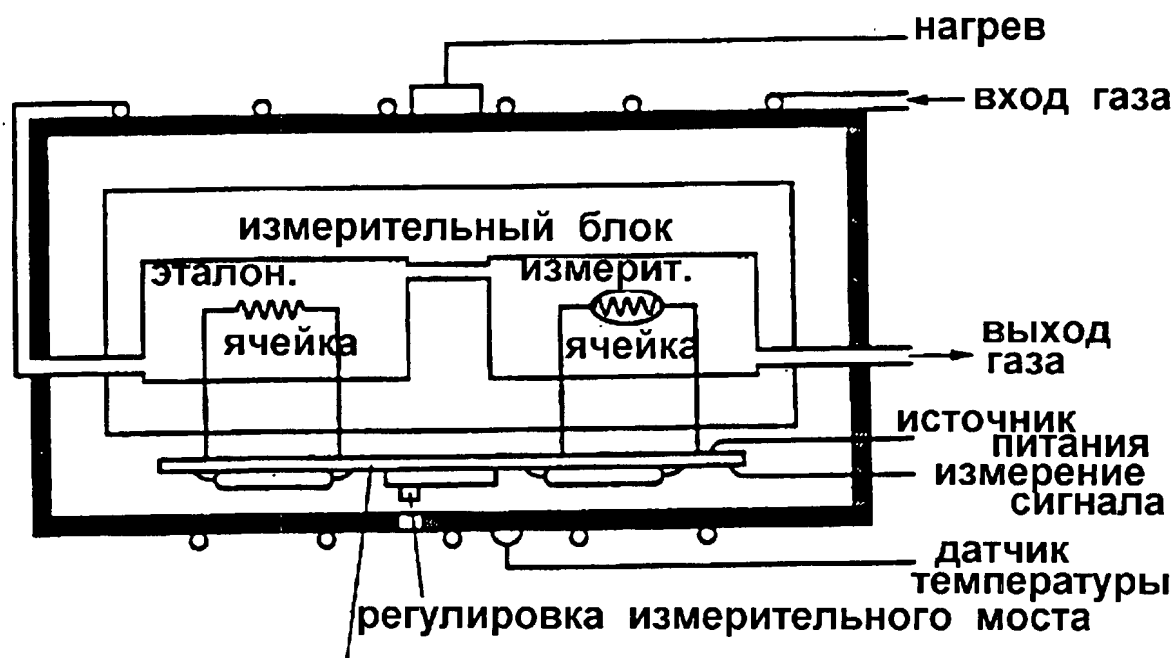 нагрев
вход газа
измерительный блок
эталон. измерит.
ячейка ячейка
выход
газа
источник
питания
измерение
сигнала
датчик
температуры
регулировка измерительного моста